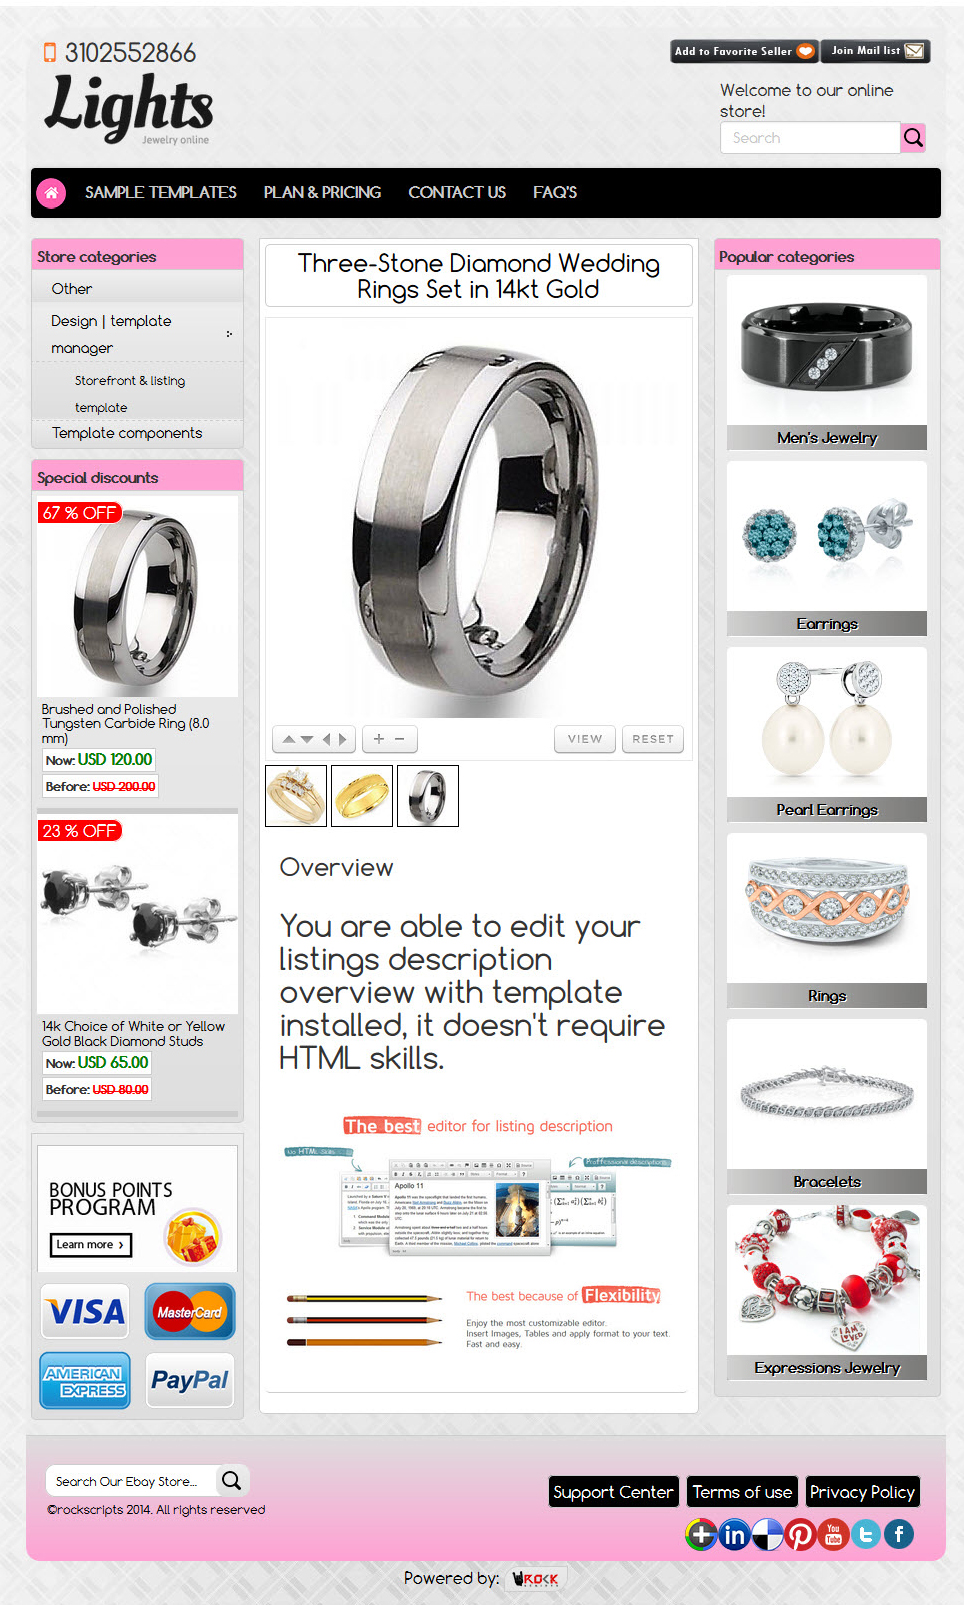 3102552866
Lights
Jewelry online
Add to Favorite Seller
Join Mail list
Welcome to our online
store!
Search
SAMPLE TEMPLATES
PLAN & PRICING
CONTACT US
FAQ'S
Store categories
Other
Design | template
manager
Storefront & listing
template
Template components
Special discounts
67 % OFF
Brushed and Polished
Tungsten Carbide Ring (8.0
mm)
Now: USD 120.00
Before: USD 200.00
23 % OFF
14k Choice of White or Yellow
Gold Black Diamond Studs
Now: USD 65.00
Before: USD 80.00
BONUS POINTS
PROGRAM
Learn more >
VISA
MasterCard
AMERICAN
EXPRESS
PayPal
Three-Stone Diamond Wedding
Rings Set in 14kt Gold
VIEW
RESET
Overview
You are able to edit your
listings description
overview with template
installed, it doesn't require
HTML skills.
The best editor for listing description
No HTML Skills
Proffessional descriptions
Apollo 11
The best because of Flexibility
Enjoy the most customizable editor.
Insert Images, Tables and apply format to your text.
Fast and easy.
Popular categories
Men's Jewelry
Earrings
Pearl Earrings
Rings
Bracelets
I AM
LOVED
Expressions Jewelry
Search Our Ebay Store...
©rockscripts 2014. All rights reserved
Support Center
Terms of use
Privacy Policy
You
Tube
Powered by:
ROCK